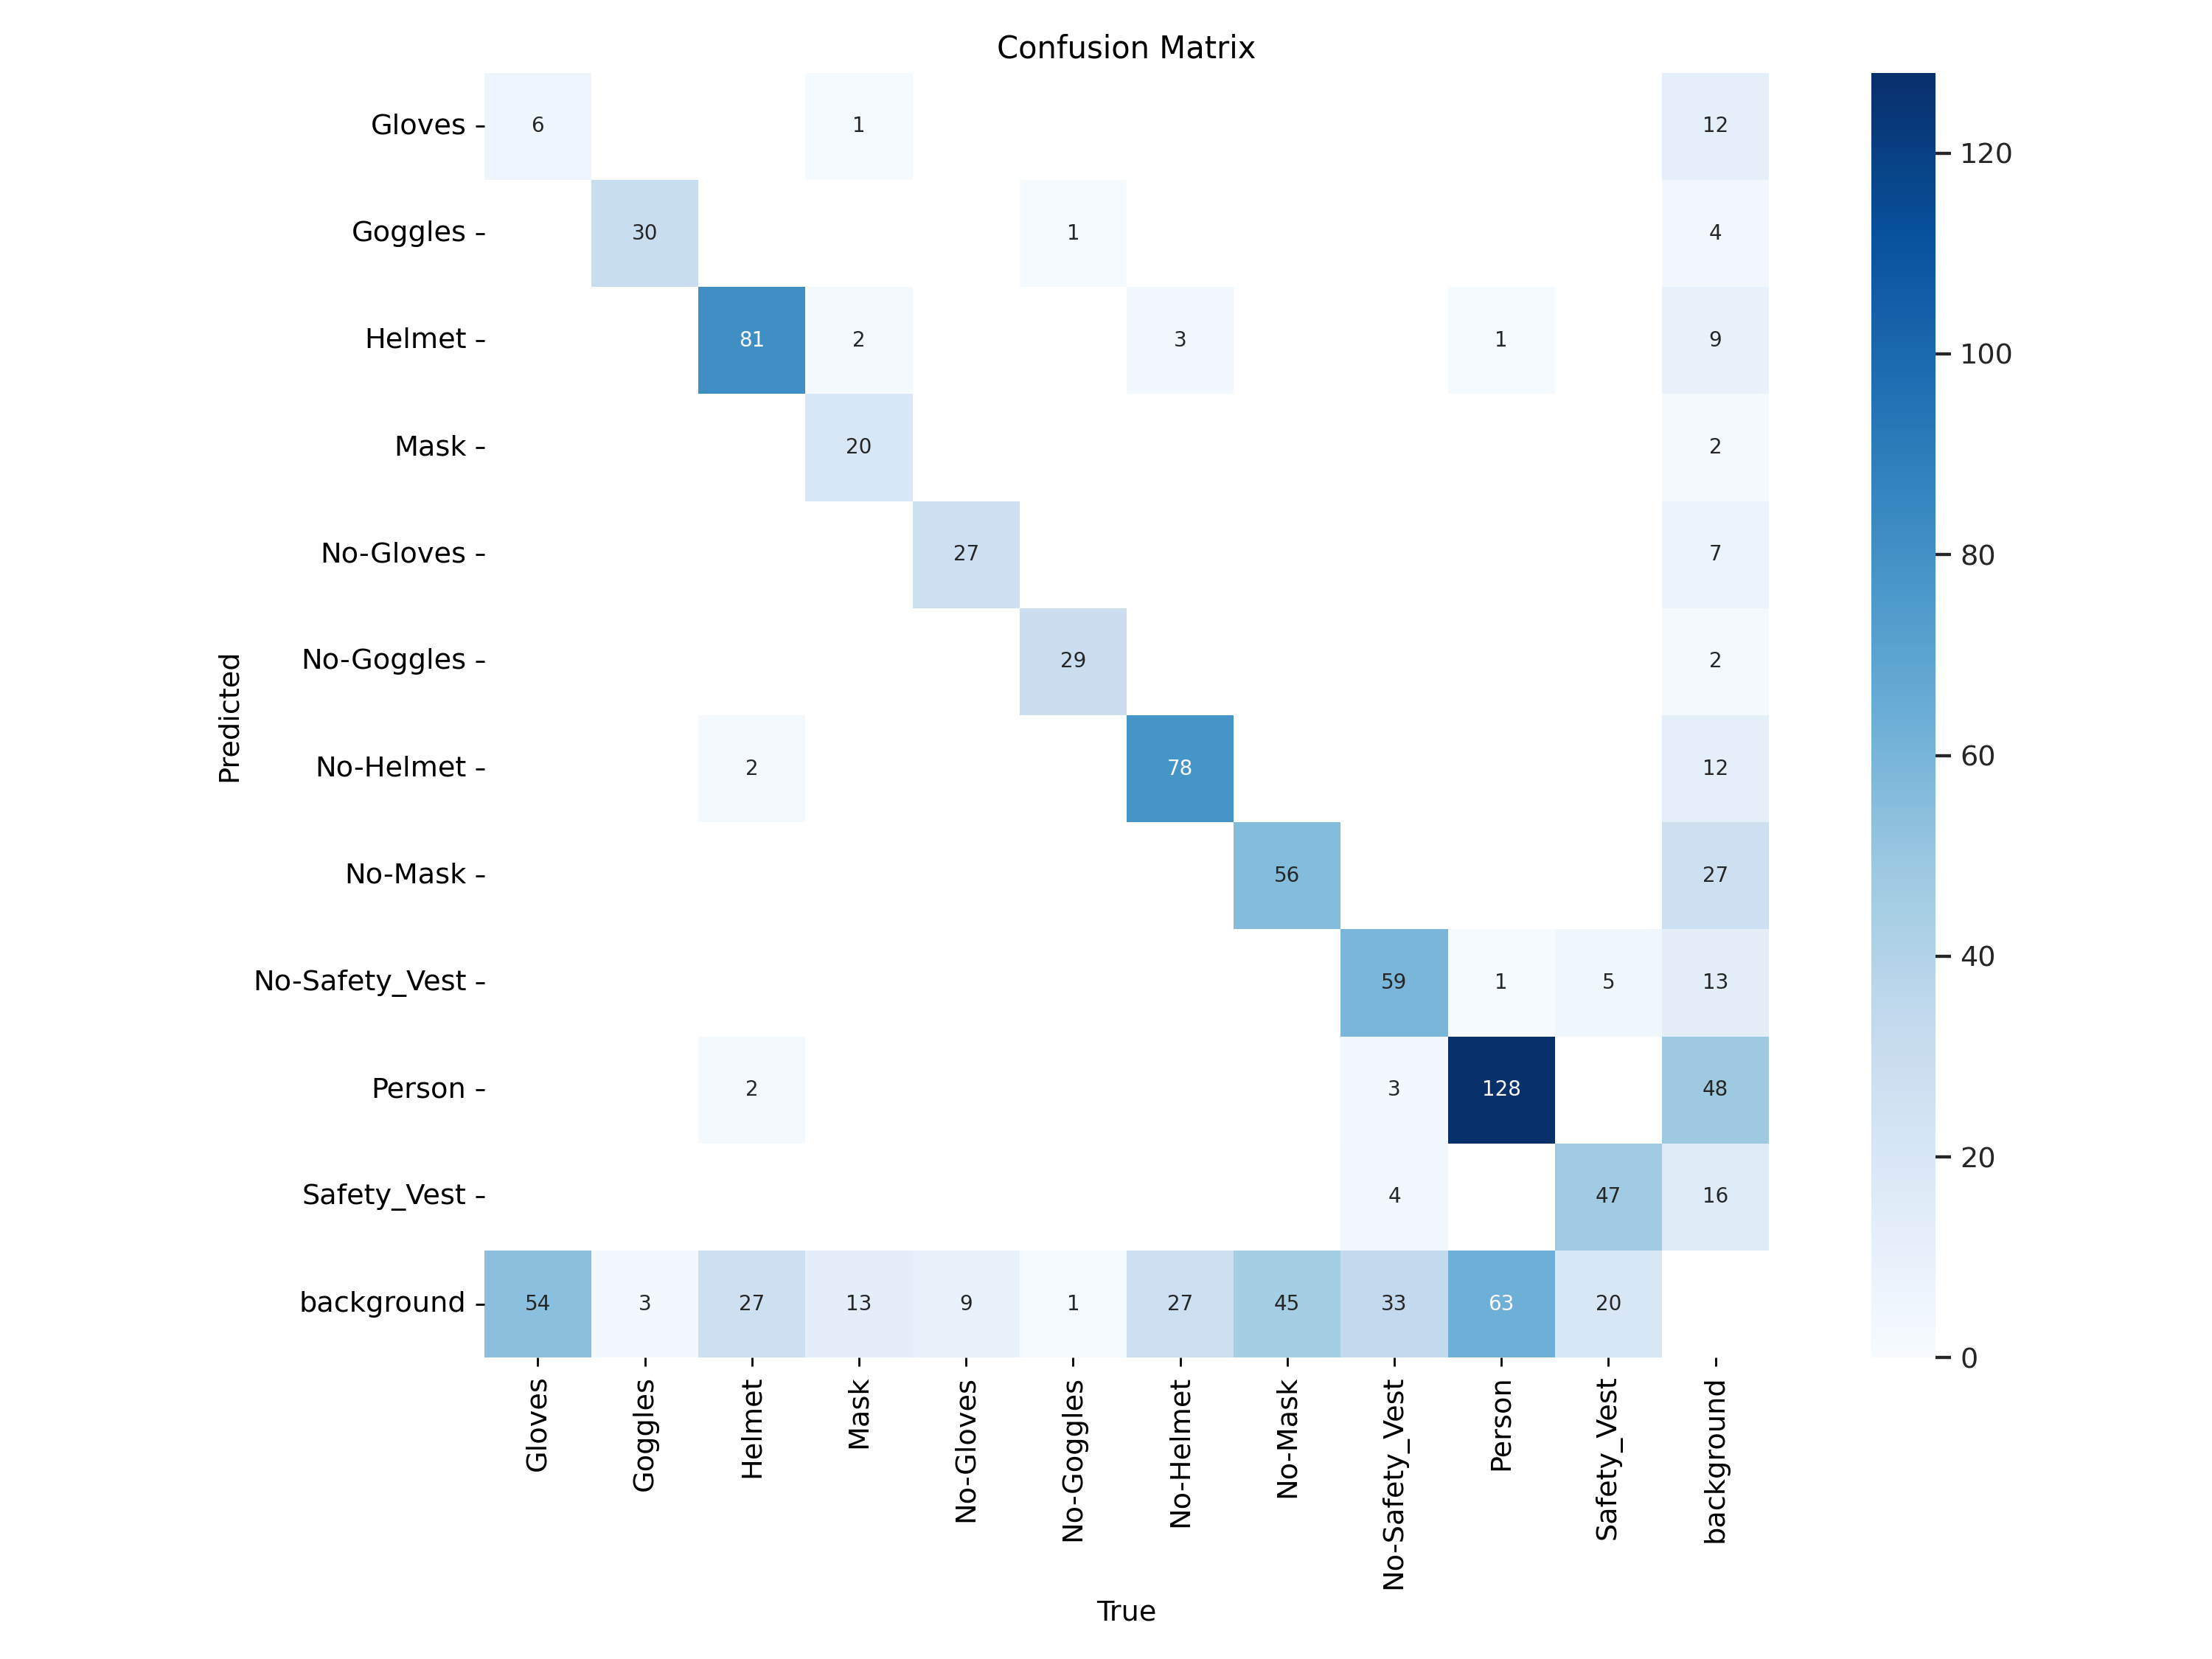 Confusion Matrix
Gloves 6 1 12
Goggles 30 1 4
Helmet 81 2 3 1 9
Mask 20 2
No-Gloves 27 7
No-Goggles 29 2
No-Helmet 2 78 12
No-Mask 56 27
No-Safety_Vest 59 1 5 13
Person 2 3 128 48
Safety_Vest 4 47 16
background 54 3 27 13 9 1 27 45 33 63 20
Predicted
Gloves
Goggles
Helmet
Mask
No-Gloves
No-Goggles
No-Helmet
No-Mask
No-Safety_Vest
Person
Safety_Vest
background
True
120
100
80
60
40
20
0